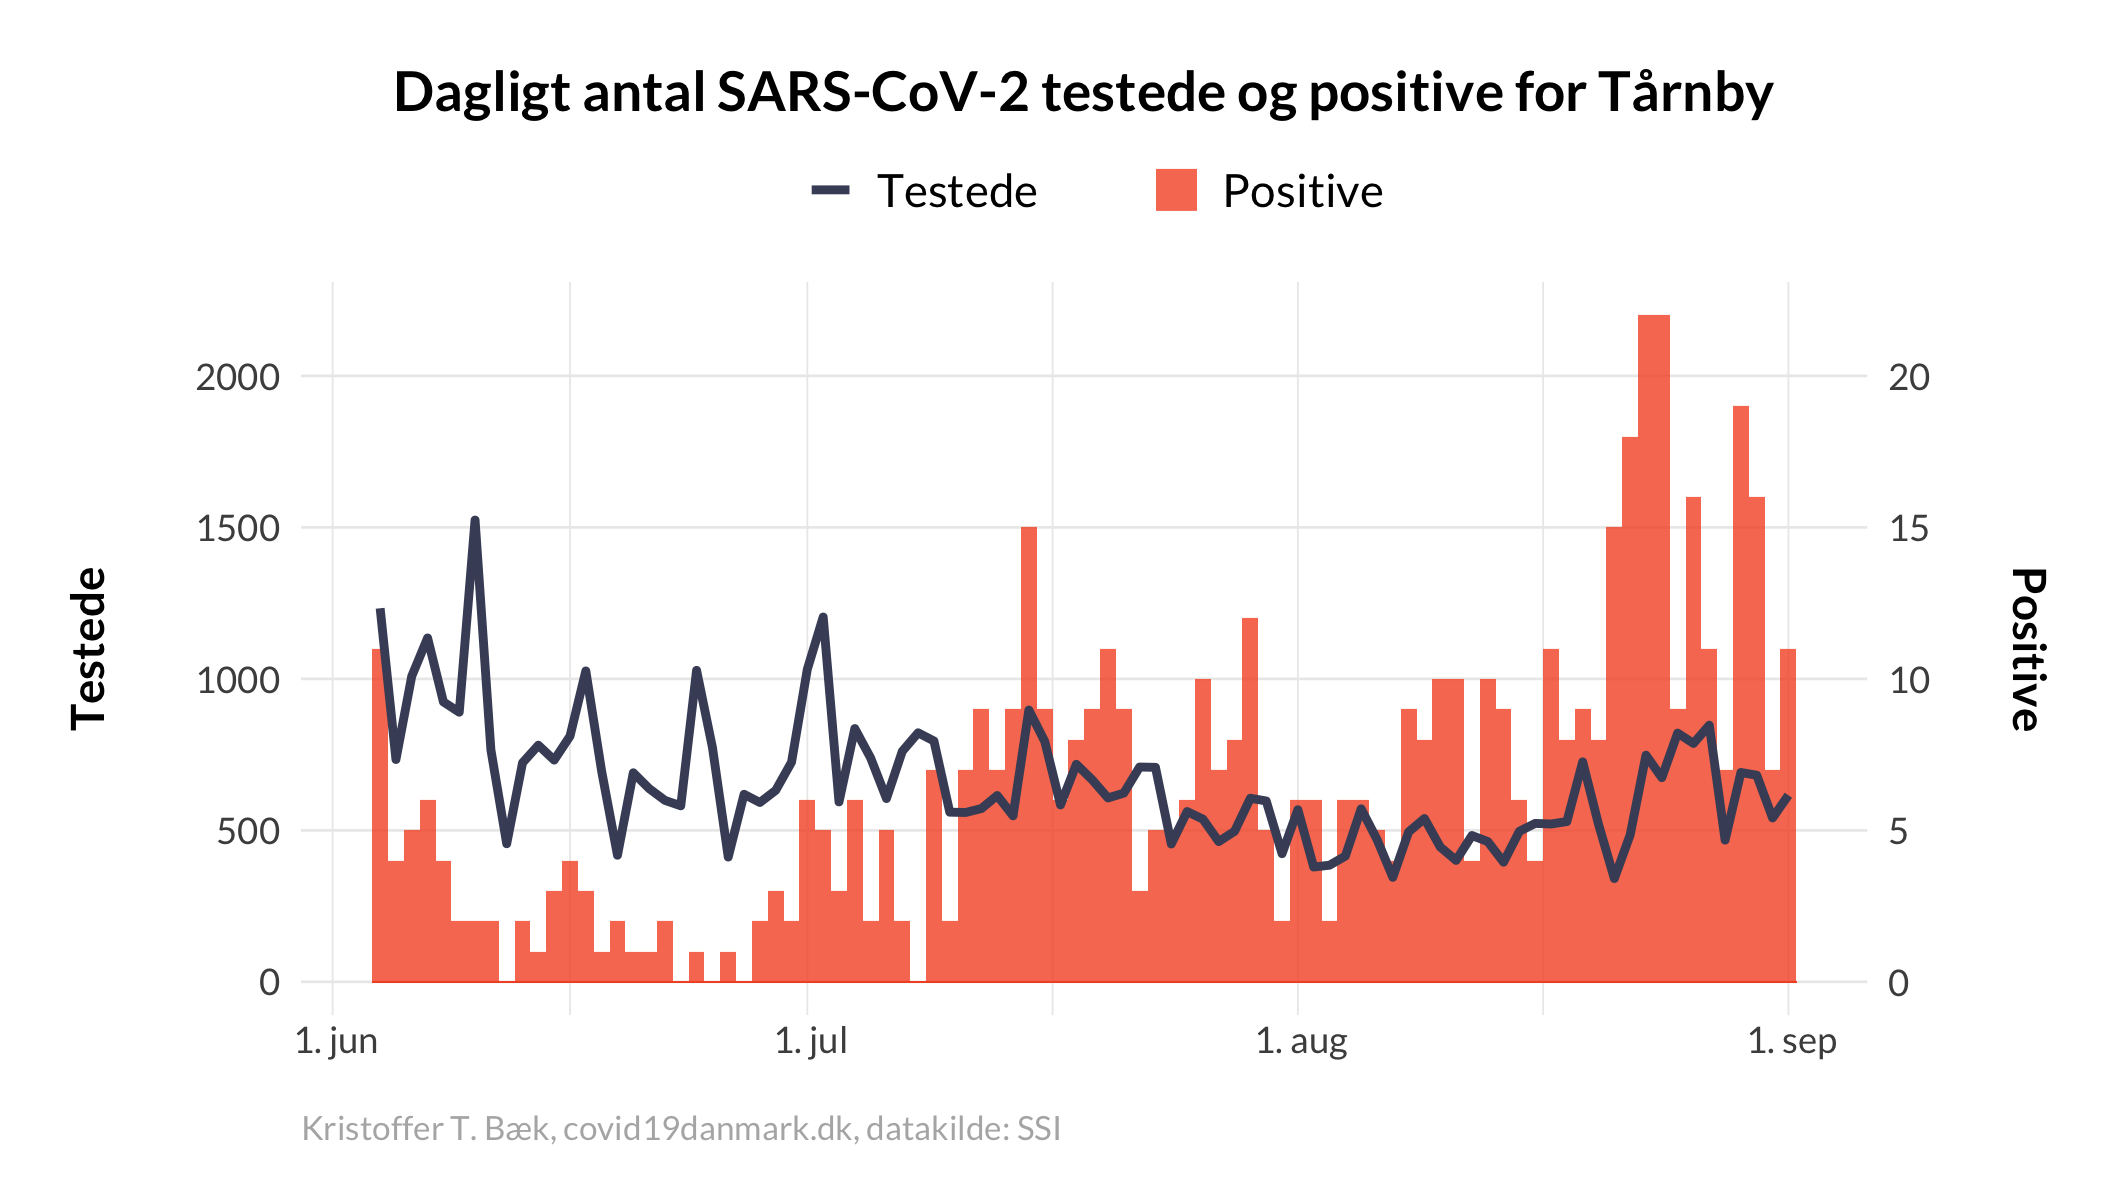 Dagligt antal SARS-CoV-2 testede og positive for Tårnby
Testede Positive
Testede
Positive
2000 20
1500 15
1000 10
500 5
0 0
1. jun 1. jul 1. aug 1. sep
Kristoffer T. Bæk, covid19danmark.dk, datakilde: SSI